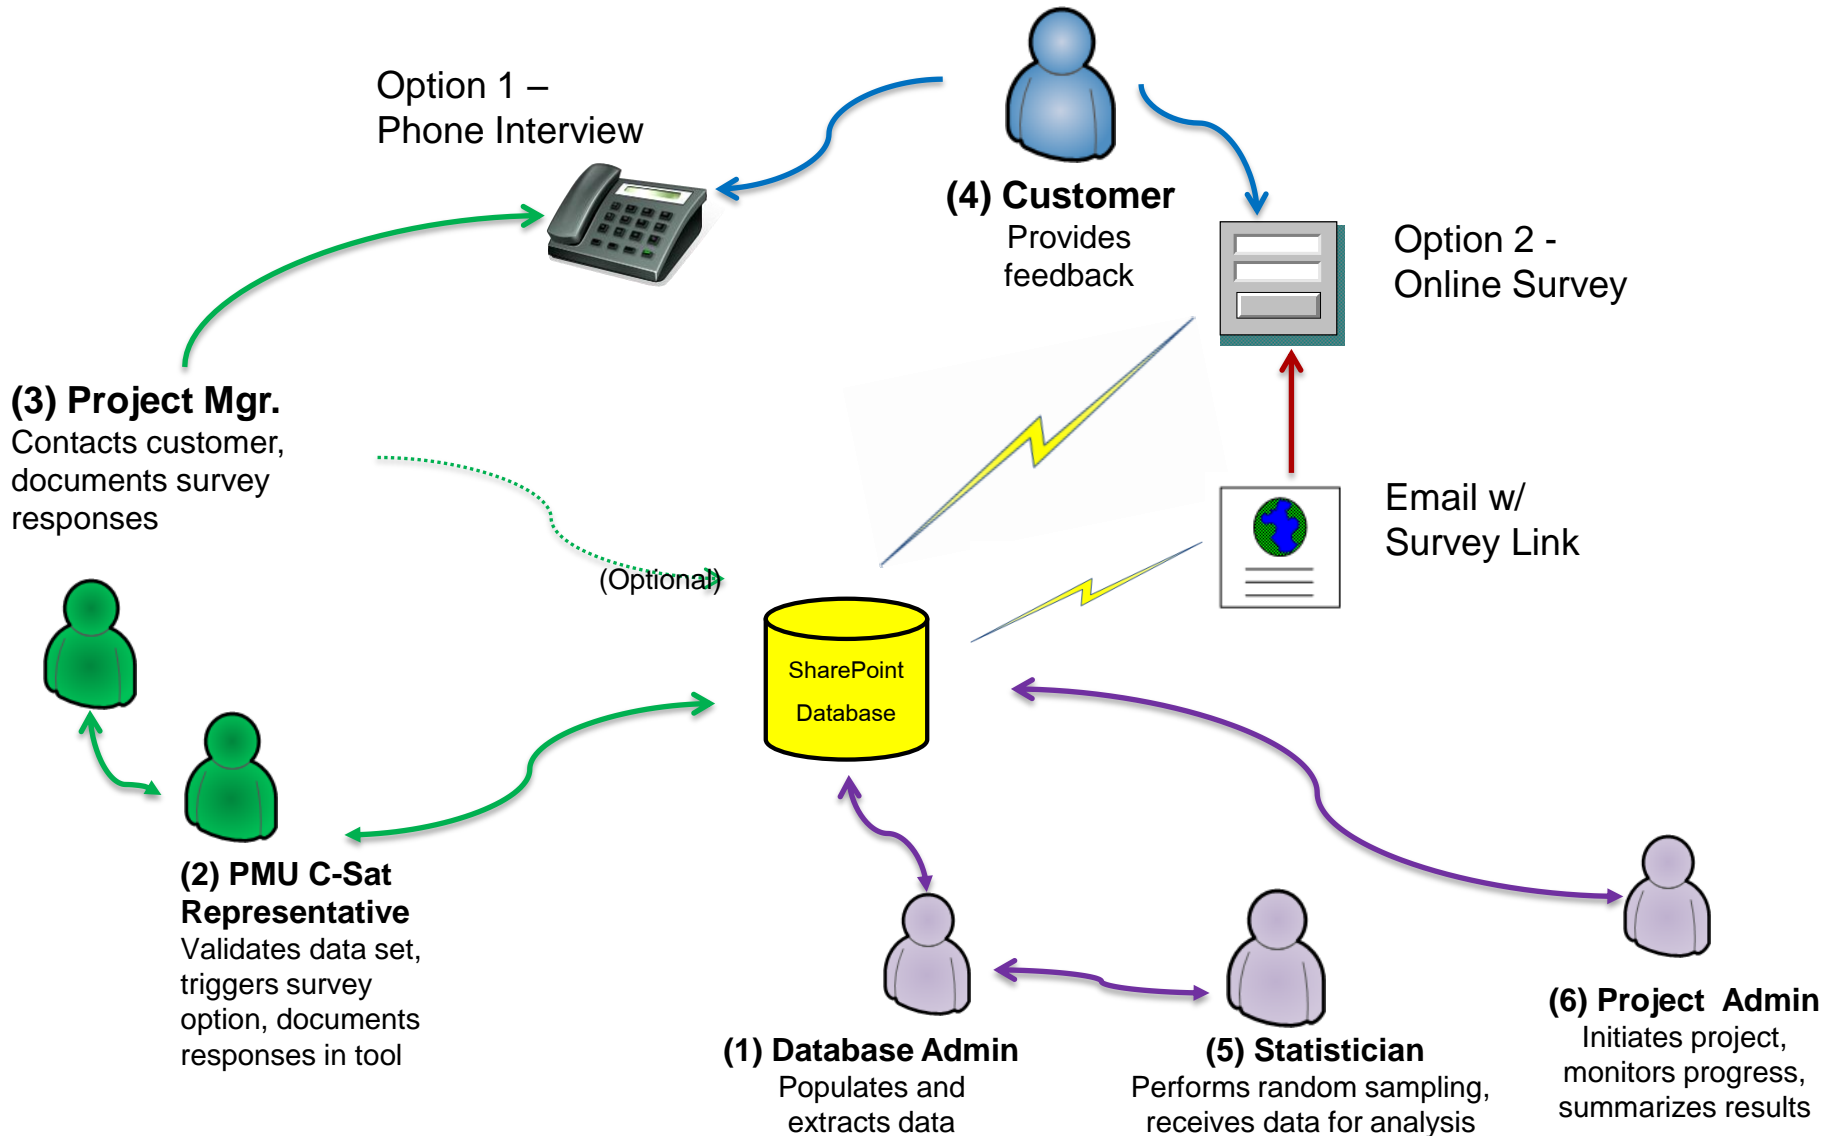 Option 1 –
Phone Interview
(4) Customer
Provides
feedback
Option 2 -
Online Survey
(3) Project Mgr.
Contacts customer,
documents survey
responses
Email w/
Survey Link
(Optional)
SharePoint
Database
(2) PMU C-Sat
Representative
Validates data set,
triggers survey
option, documents
responses in tool
(1) Database Admin
Populates and
extracts data
(5) Statistician
Performs random sampling,
receives data for analysis
(6) Project Admin
Initiates project,
monitors progress,
summarizes results